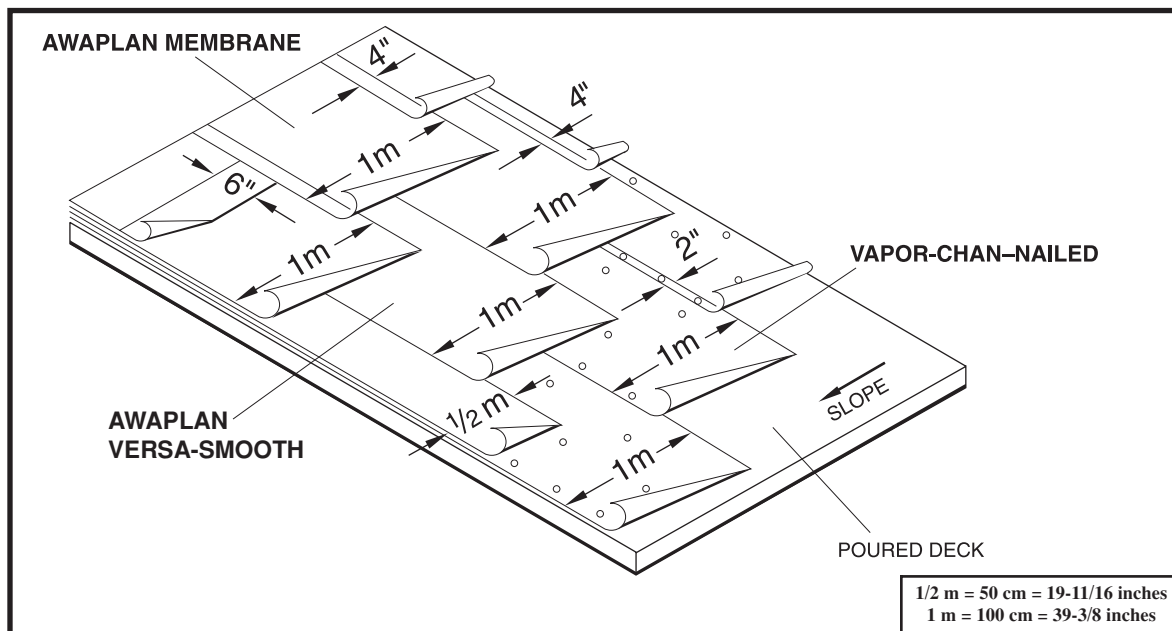 AWAPLAN MEMBRANE
4"
4"
1m
6"
1m
1m
2"
VAPOR-CHAN–NAILED
1m
1m
1m
SLOPE
1/2 m
AWAPLAN
VERSA-SMOOTH
1m
POURED DECK
1/2 m = 50 cm = 19-11/16 inches
1 m = 100 cm = 39-3/8 inches